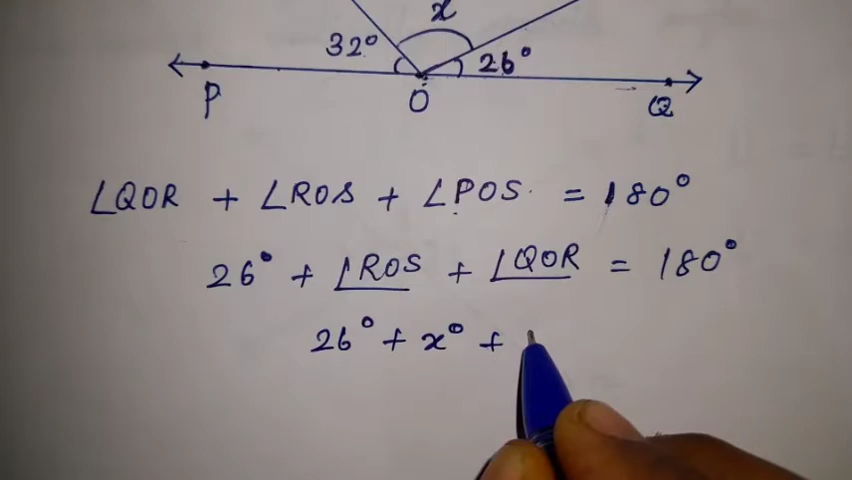 x
32° 26°
P O Q
∠QOR + ∠ROS + ∠POS = 180°
26° + ∠ROS + ∠QOR = 180°
26° + x° +